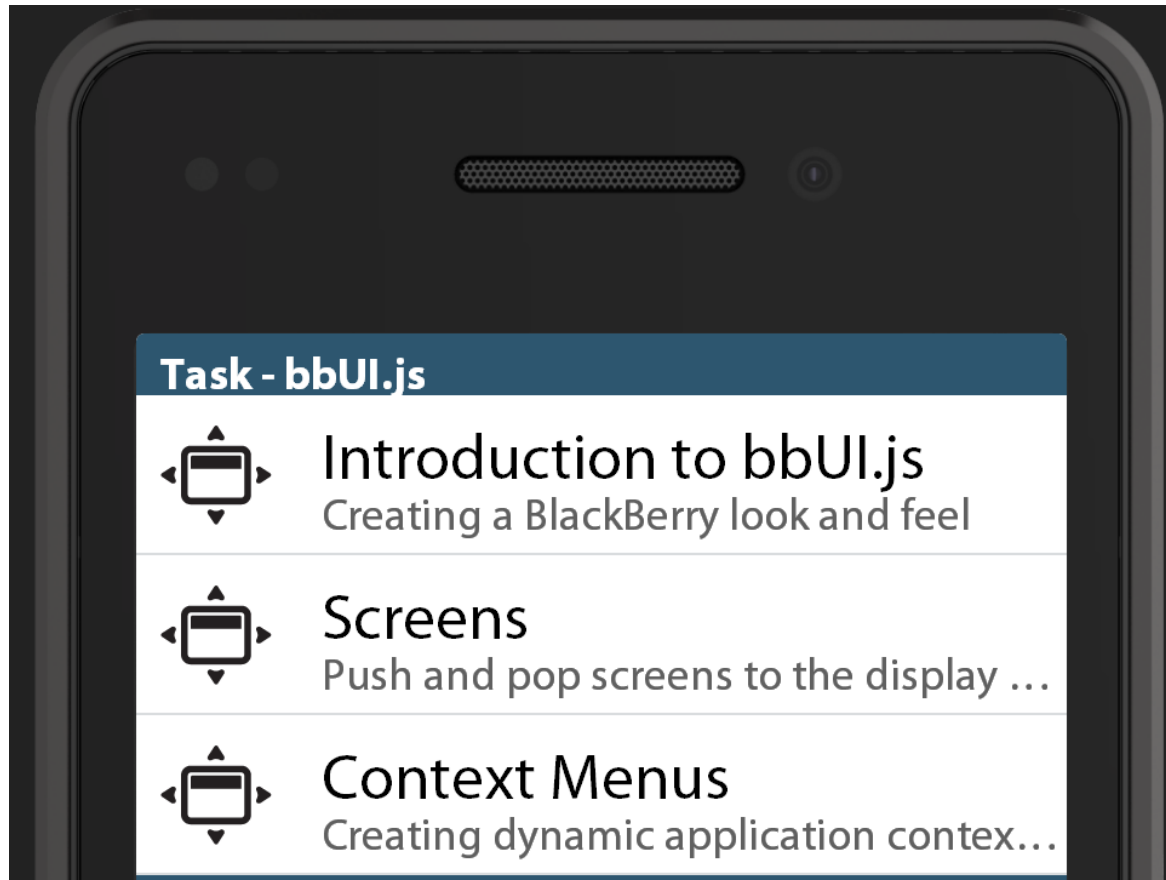 Task - bbUI.js
Introduction to bbUI.js
Creating a BlackBerry look and feel
Screens
Push and pop screens to the display ...
Context Menus
Creating dynamic application contex...